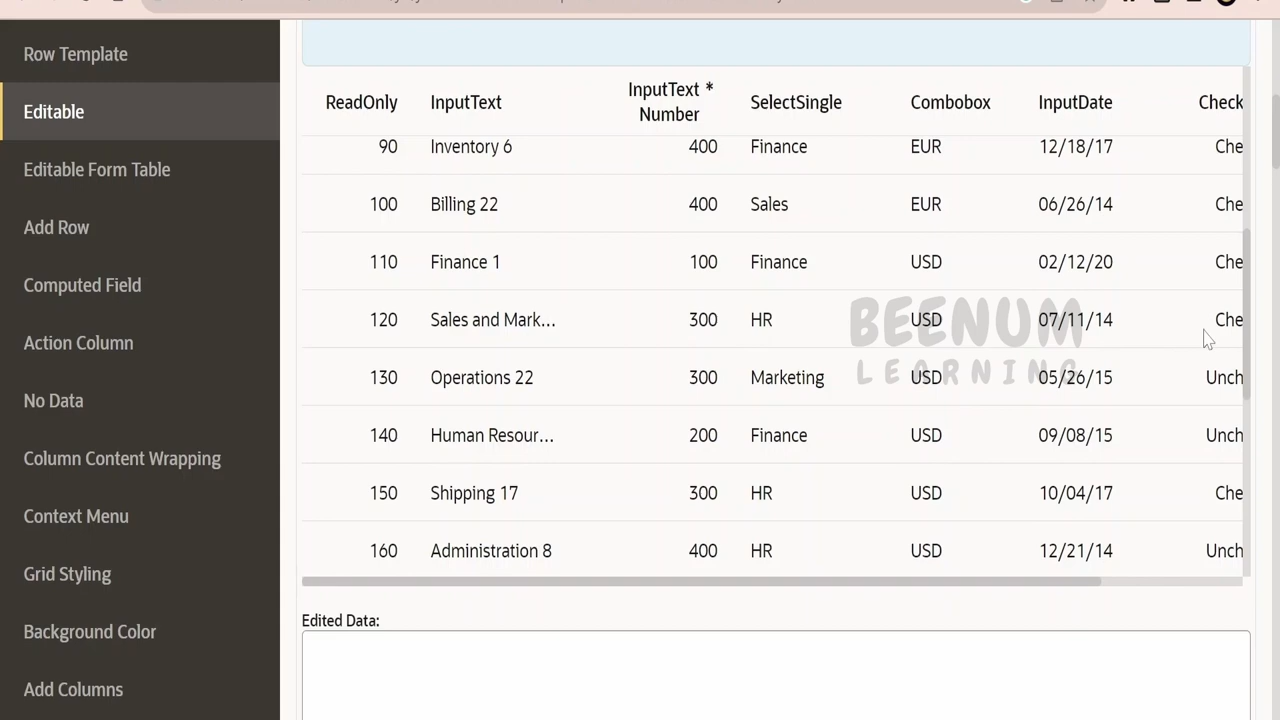 Row Template
Editable
Editable Form Table
Add Row
Computed Field
Action Column
No Data
Column Content Wrapping
Context Menu
Grid Styling
Background Color
Add Columns
ReadOnly InputText InputText * Number SelectSingle Combobox InputDate Check
90 Inventory 6 400 Finance EUR 12/18/17 Che
100 Billing 22 400 Sales EUR 06/26/14 Che
110 Finance 1 100 Finance USD 02/12/20 Che
120 Sales and Mark... 300 HR USD 07/11/14 Che
130 Operations 22 300 Marketing USD 05/26/15 Unch
140 Human Resour... 200 Finance USD 09/08/15 Unch
150 Shipping 17 300 HR USD 10/04/17 Che
160 Administration 8 400 HR USD 12/21/14 Unch
BEENUM
LEARNING
Edited Data: